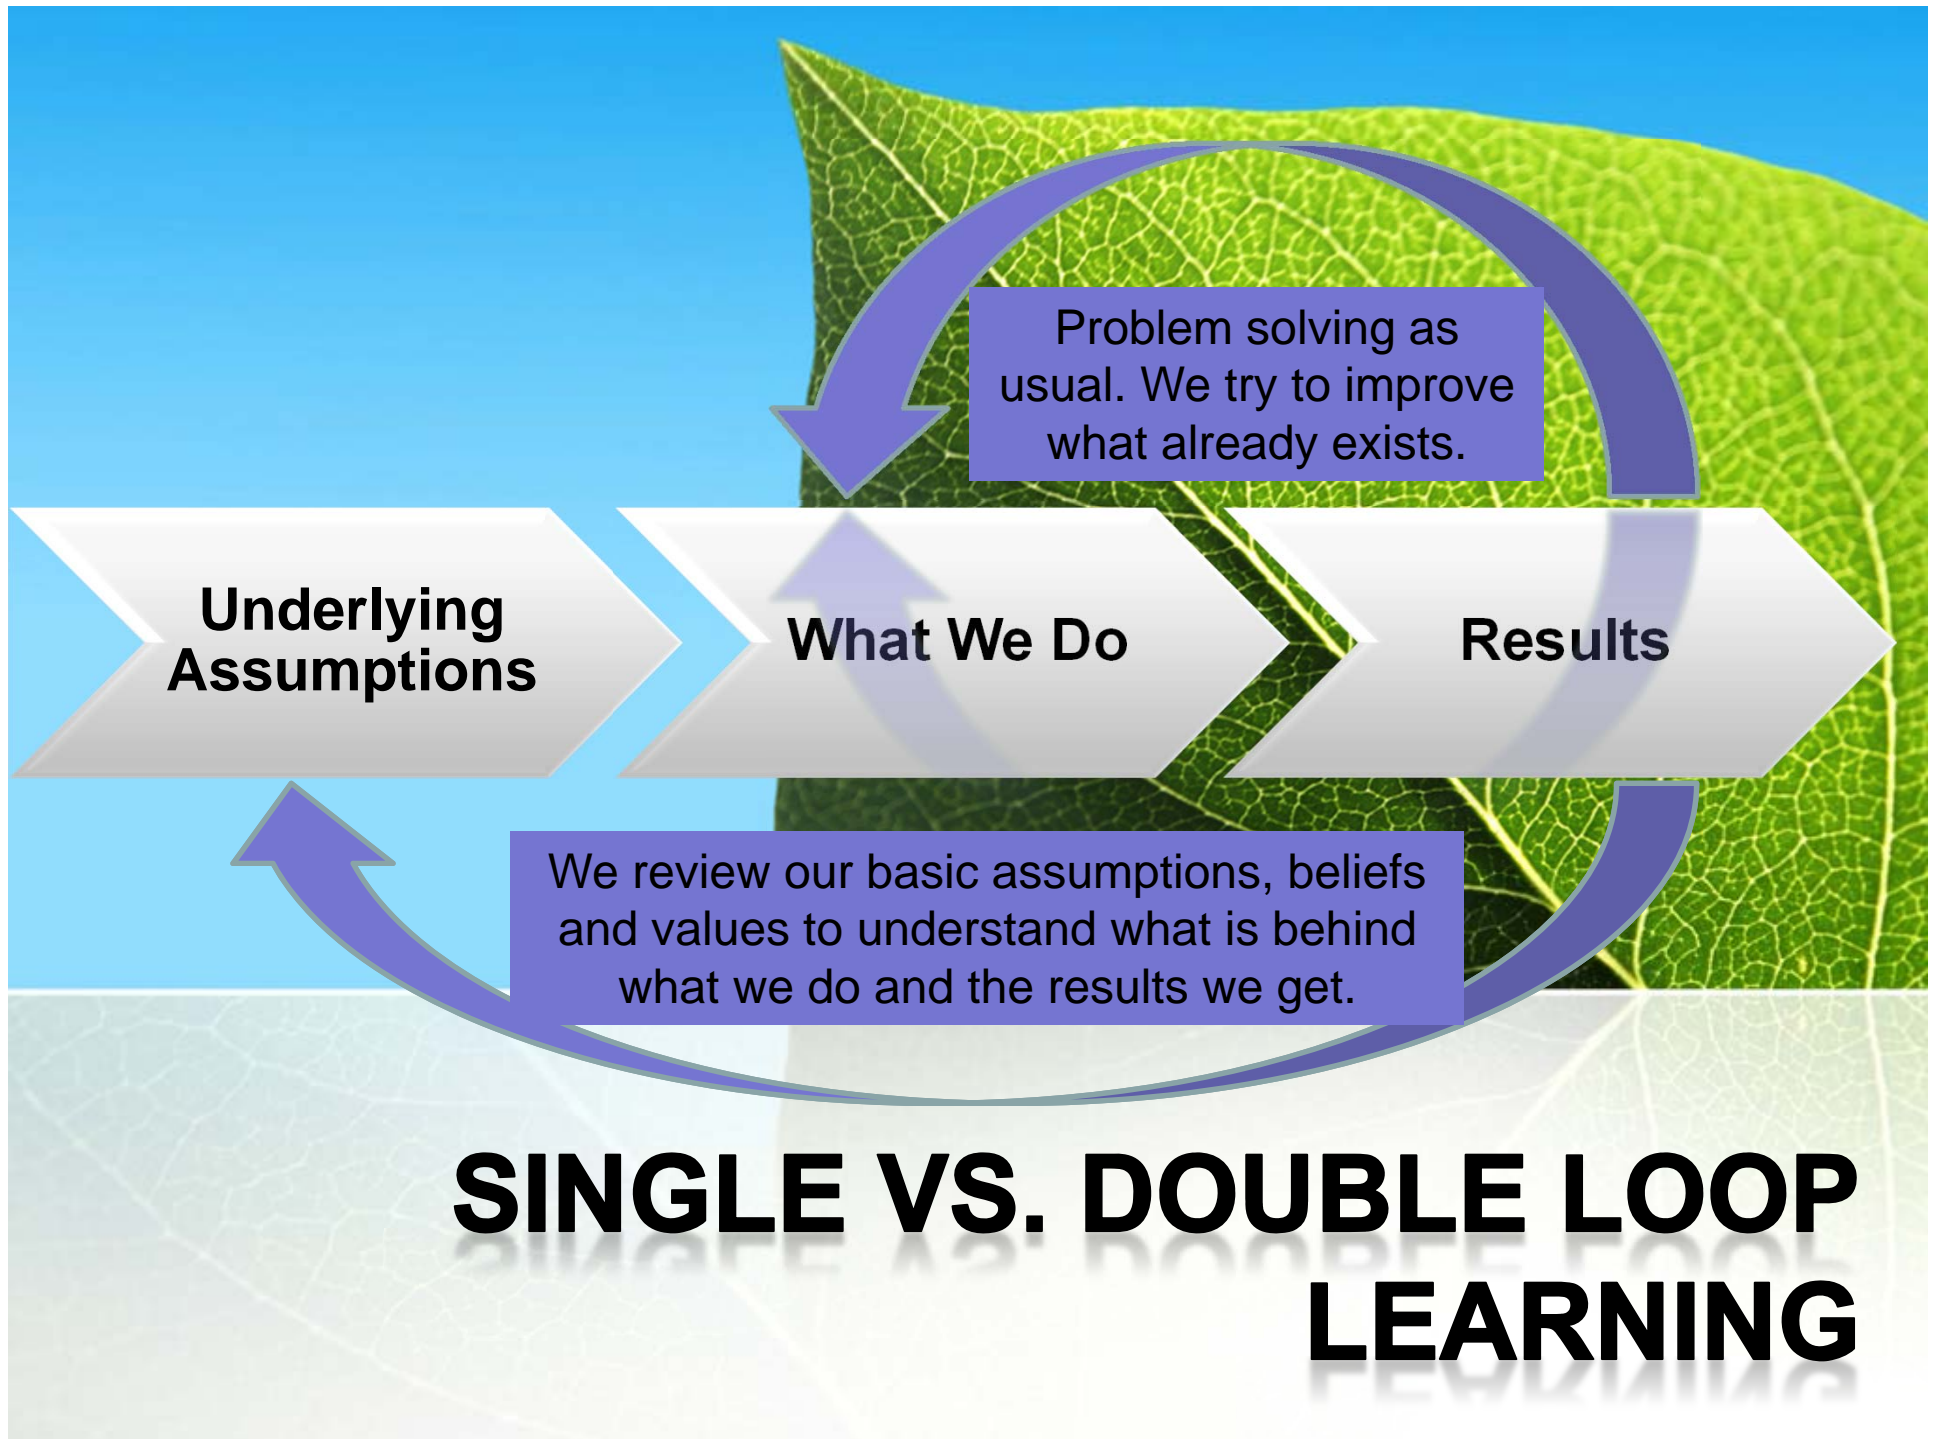 Problem solving as
usual. We try to improve
what already exists.
Underlying
Assumptions
What We Do
Results
We review our basic assumptions, beliefs
and values to understand what is behind
what we do and the results we get.
SINGLE VS. DOUBLE LOOP
LEARNING